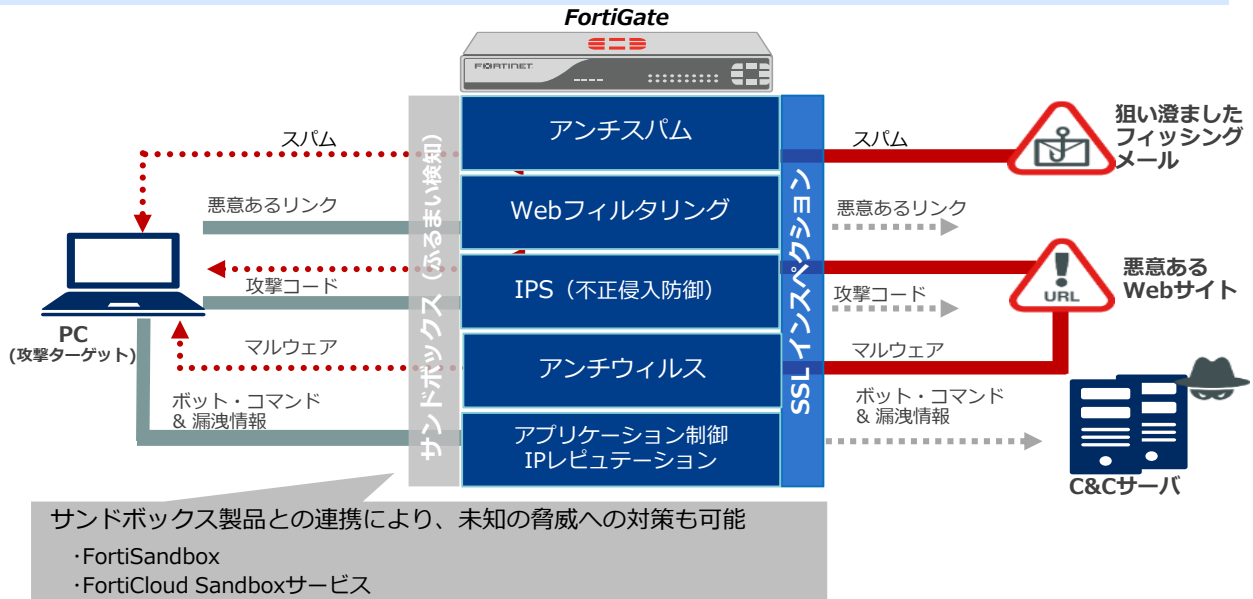 FortiGate
FORTINET
アンチスパム
Webフィルタリング
IPS（不正侵入防御）
アンチウィルス
アプリケーション制御
IPレピュテーション
サンドボックス（ふるまい検知）
SSL インスペクション
スパム
悪意あるリンク
攻撃コード
マルウェア
ボット・コマンド
& 漏洩情報
PC
(攻撃ターゲット)
スパム
悪意あるリンク
攻撃コード
マルウェア
ボット・コマンド
& 漏洩情報
狙い澄ました
フィッシング
メール
URL
悪意ある
Webサイト
C&Cサーバ
サンドボックス製品との連携により、未知の脅威への対策も可能
･FortiSandbox
･FortiCloud Sandboxサービス